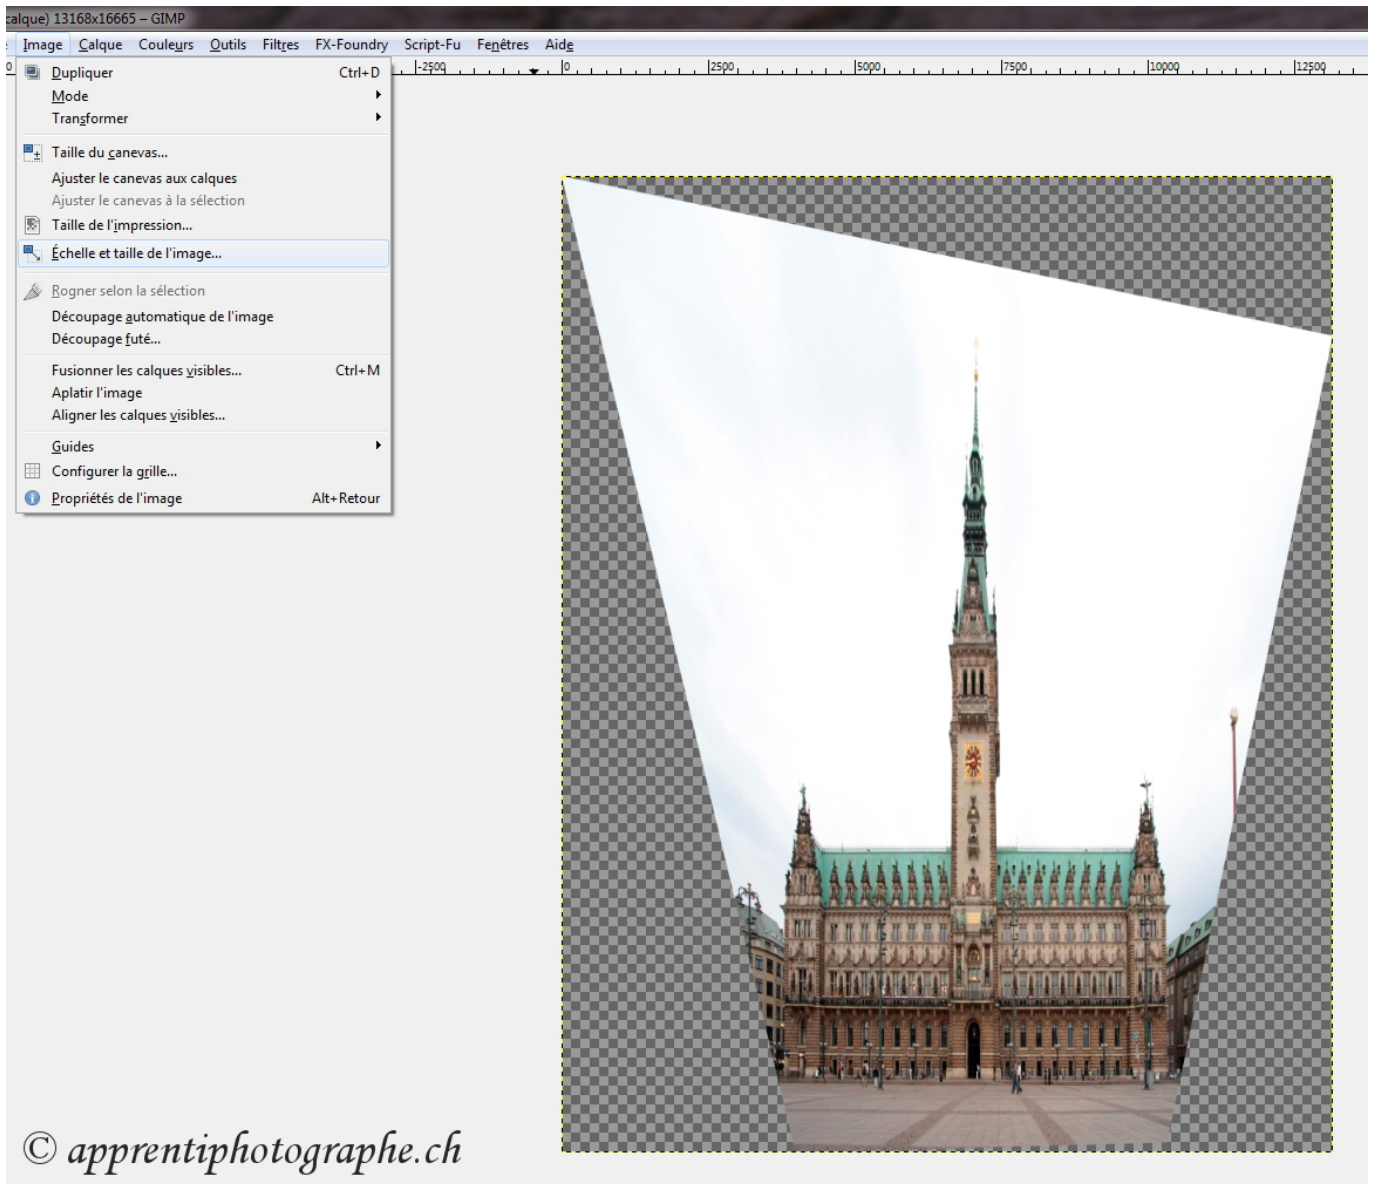 calque) 13168x16665 – GIMP
Image Calque Couleurs Outils Filtres FX-Foundry Script-Fu Fenêtres Aide
0 -2500 0 2500 5000 7500 10000 12500
Dupliquer Ctrl+D
Mode
Transformer
Taille du canevas...
Ajuster le canevas aux calques
Ajuster le canevas à la sélection
Taille de l'impression...
Échelle et taille de l'image...
Rogner selon la sélection
Découpage automatique de l'image
Découpage futé...
Fusionner les calques visibles... Ctrl+M
Aplatir l'image
Aligner les calques visibles...
Guides
Configurer la grille...
Propriétés de l'image Alt+Retour
© apprentiphotographe.ch